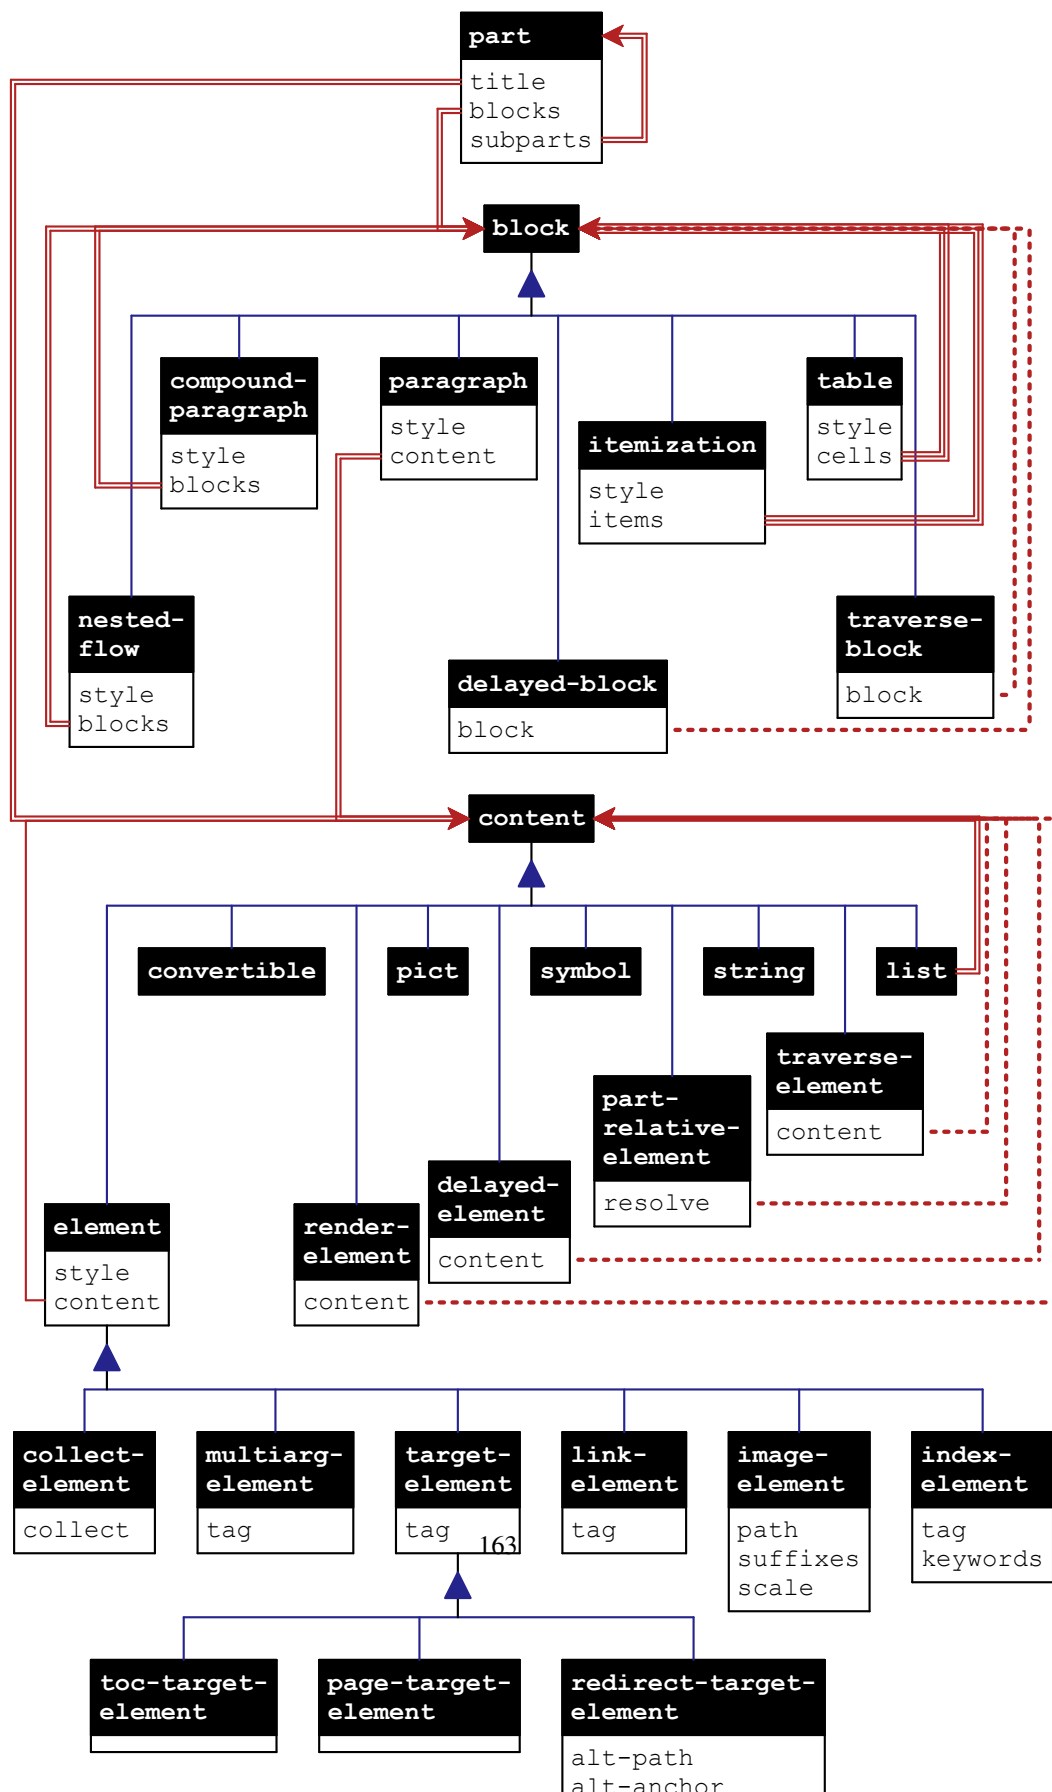 part
title
blocks
subparts
block
compound-
paragraph
style
blocks
paragraph
style
content
itemization
style
items
table
style
cells
nested-
flow
style
blocks
delayed-block
block
traverse-
block
block
content
convertible
pict
symbol
string
list
element
style
content
render-
element
content
delayed-
element
content
part-
relative-
element
resolve
traverse-
element
content
collect-
element
collect
multiarg-
element
tag
target-
element
tag
link-
element
tag
image-
element
path
suffixes
scale
index-
element
tag
keywords
163
toc-target-
element
page-target-
element
redirect-target-
element
alt-path
alt-anchor